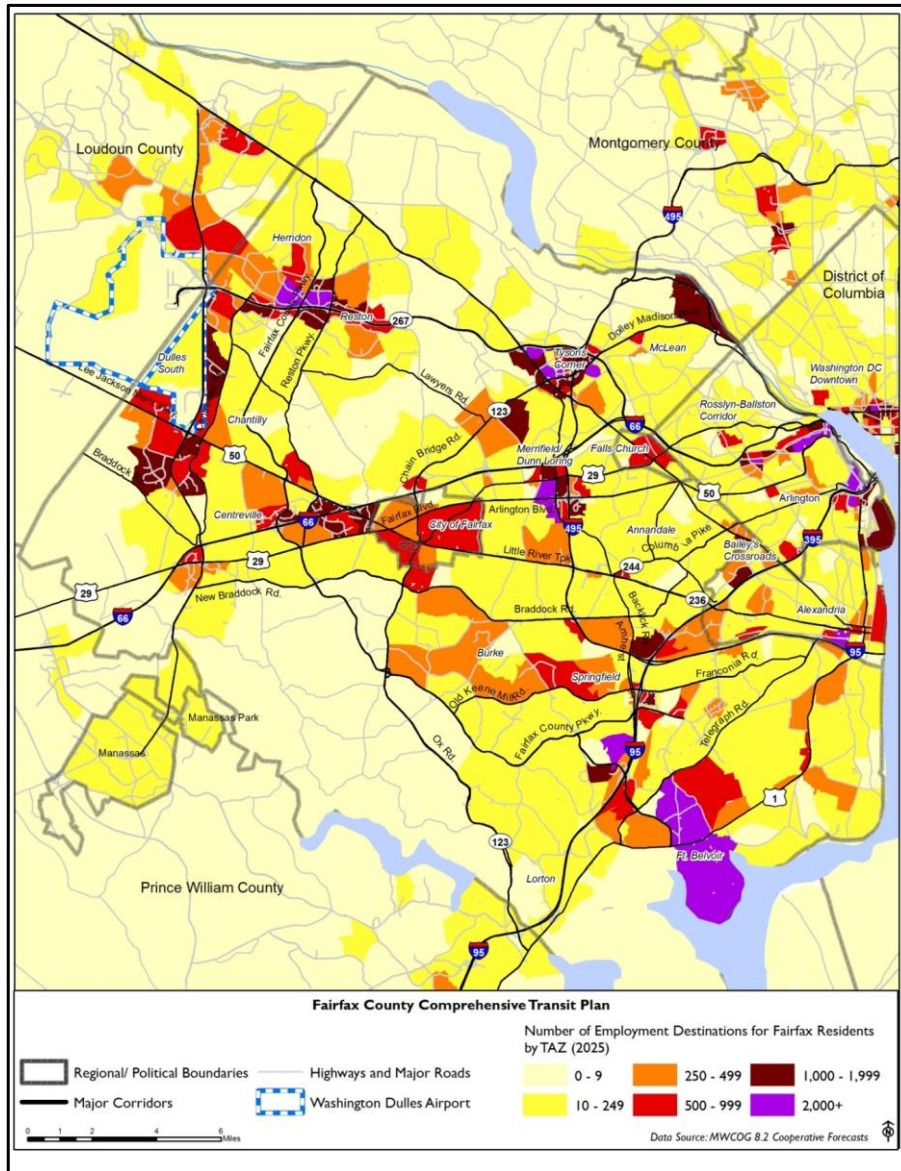 Loudoun County
Montgomery County
495
Herndon
District of
Columbia
Fairfax County Pkwy.
Reston
267
Reston Pkwy.
Dolley Madison
McLean
Tyson's
Corner
Washington DC
Downtown
Dulles
South
Lee Jackson
Lawyers Rd.
Rosslyn-Ballston
Corridor
Chantilly
123
66
50
Chain Bridge Rd.
Merrifield/
Dunn Loring
Falls Church
29
Braddock
50
Arlington
Centreville
66
Fairfax Blvd.
City of Fairfax
Arlington Blvd.
495
Annandale
Columbia Pike
Bailey's
Crossroads
395
Little River Tpk.
29
29
244
New Braddock Rd.
236
66
Braddock Rd.
Backlick R
Alexandria
Amherst
95
Burke
Franconia Rd.
Springfield
Old Keene Mill Rd.
Manassas Park
Telegraph Rd.
Manassas
Fairfax County Pkwy.
Ox Rd.
95
1
123
Ft. Belvoir
Lorton
Prince William County
95
Fairfax County Comprehensive Transit Plan
Number of Employment Destinations for Fairfax Residents
by TAZ (2025)
Regional/ Political Boundaries
Highways and Major Roads
0 - 9
250 - 499
1,000 - 1,999
Major Corridors
Washington Dulles Airport
10 - 249
500 - 999
2,000+
0 1 2 4 6
Miles
Data Source: MWCOG 8.2 Cooperative Forecasts
N